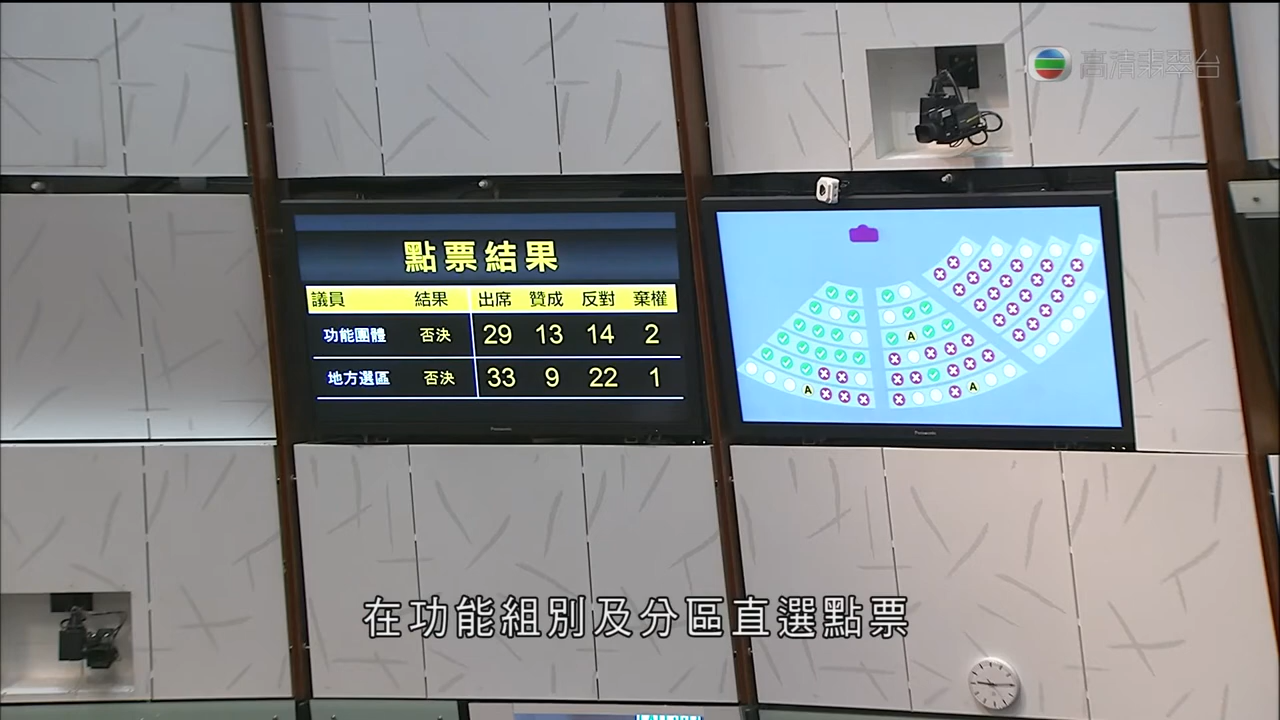 高清翡翠台
點票結果
議員 結果 出席 贊成 反對 棄權
功能團體 否決 29 13 14 2
地方選區 否決 33 9 22 1
A
A
A
Panasonic
Panasonic
在功能組別及分區直選點票